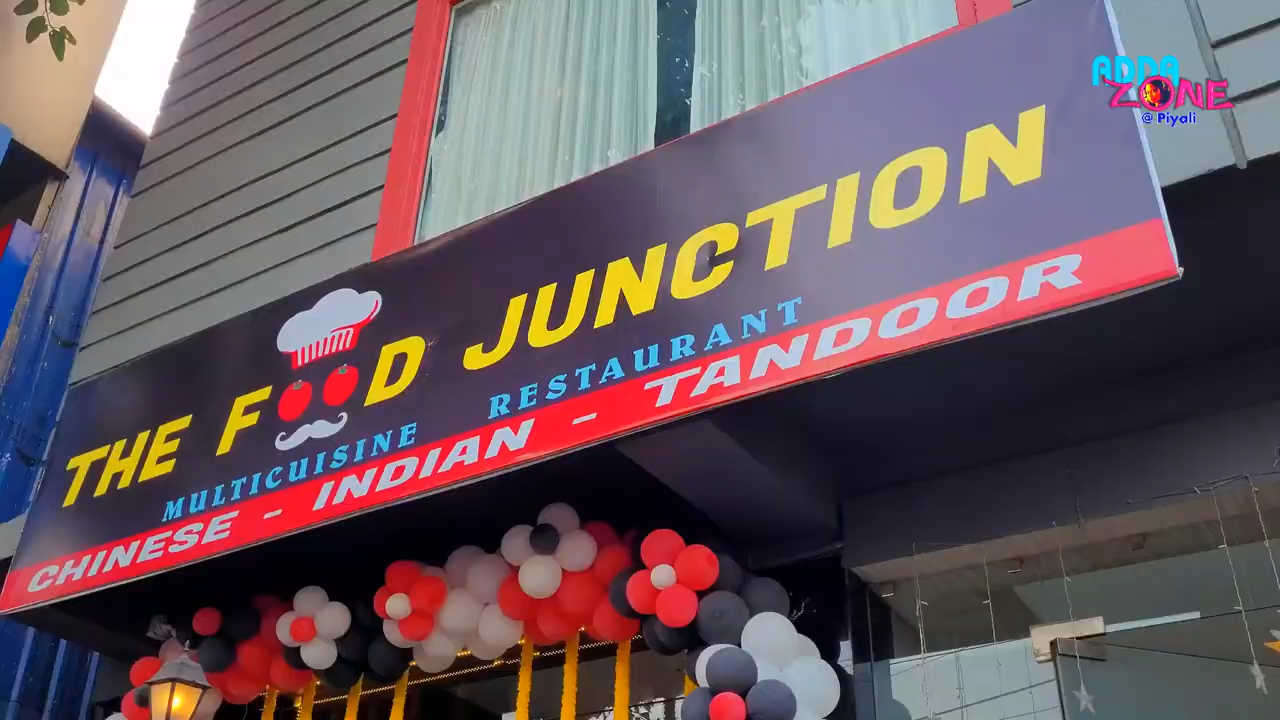 ADDA
ZONE
@ Piyali
THE FOOD JUNCTION
MULTICUISINE RESTAURANT
CHINESE - INDIAN - TANDOOR